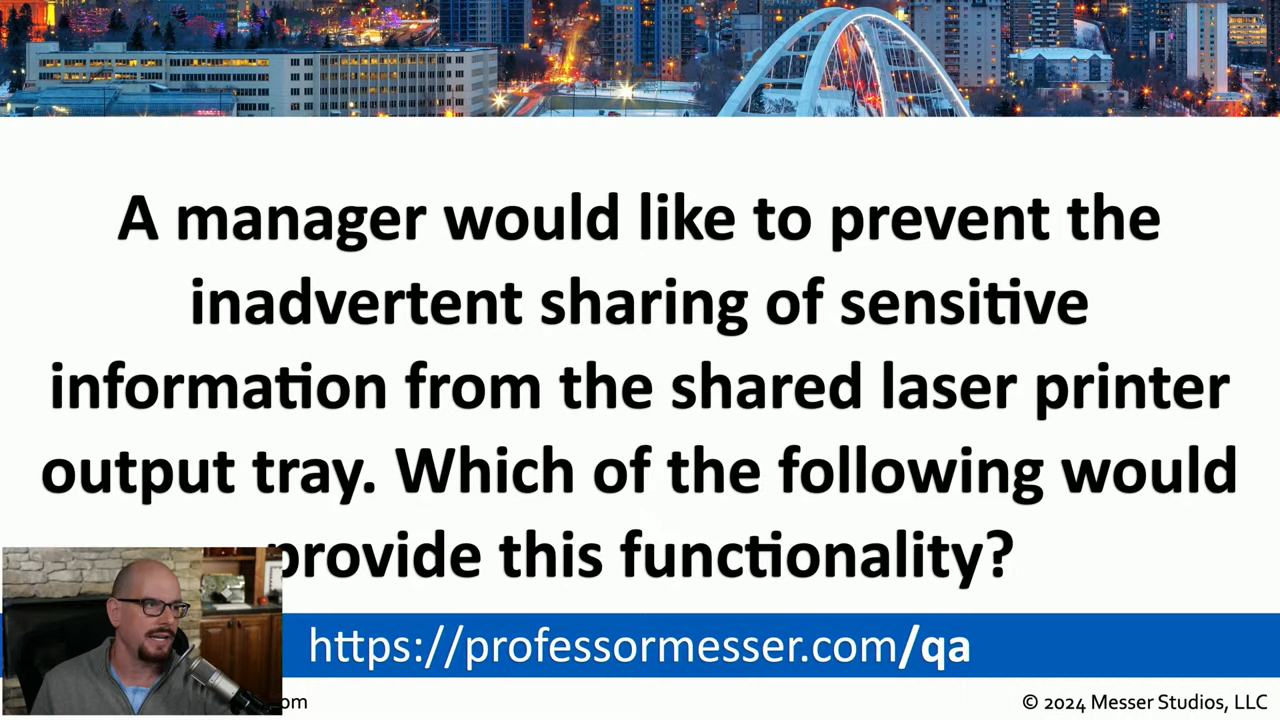 A manager would like to prevent the
inadvertent sharing of sensitive
information from the shared laser printer
output tray. Which of the following would
provide this functionality?
https://professormesser.com/qa
om
© 2024 Messer Studios, LLC